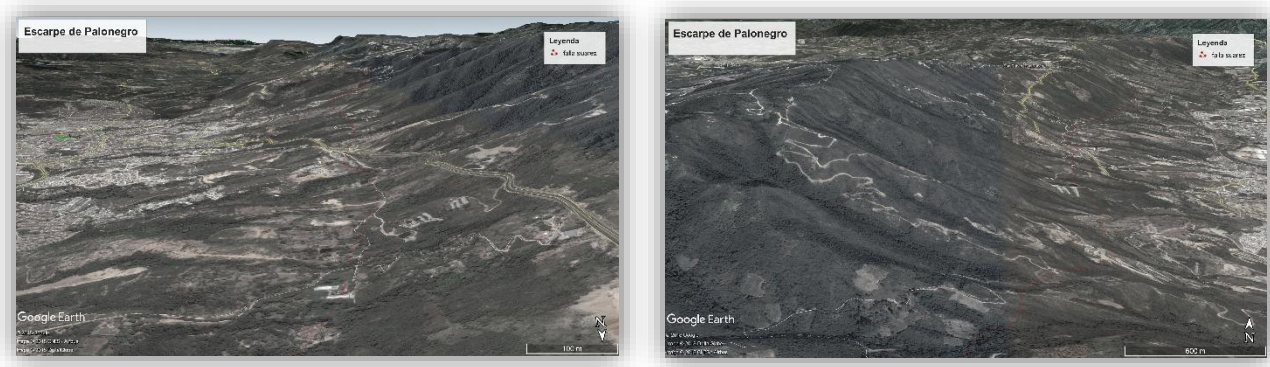 Escarpe de Palonegro
Leyenda
falla suarez
Google Earth
N
100 m
Escarpe de Palonegro
Leyenda
falla suarez
Google Earth
N
600 m